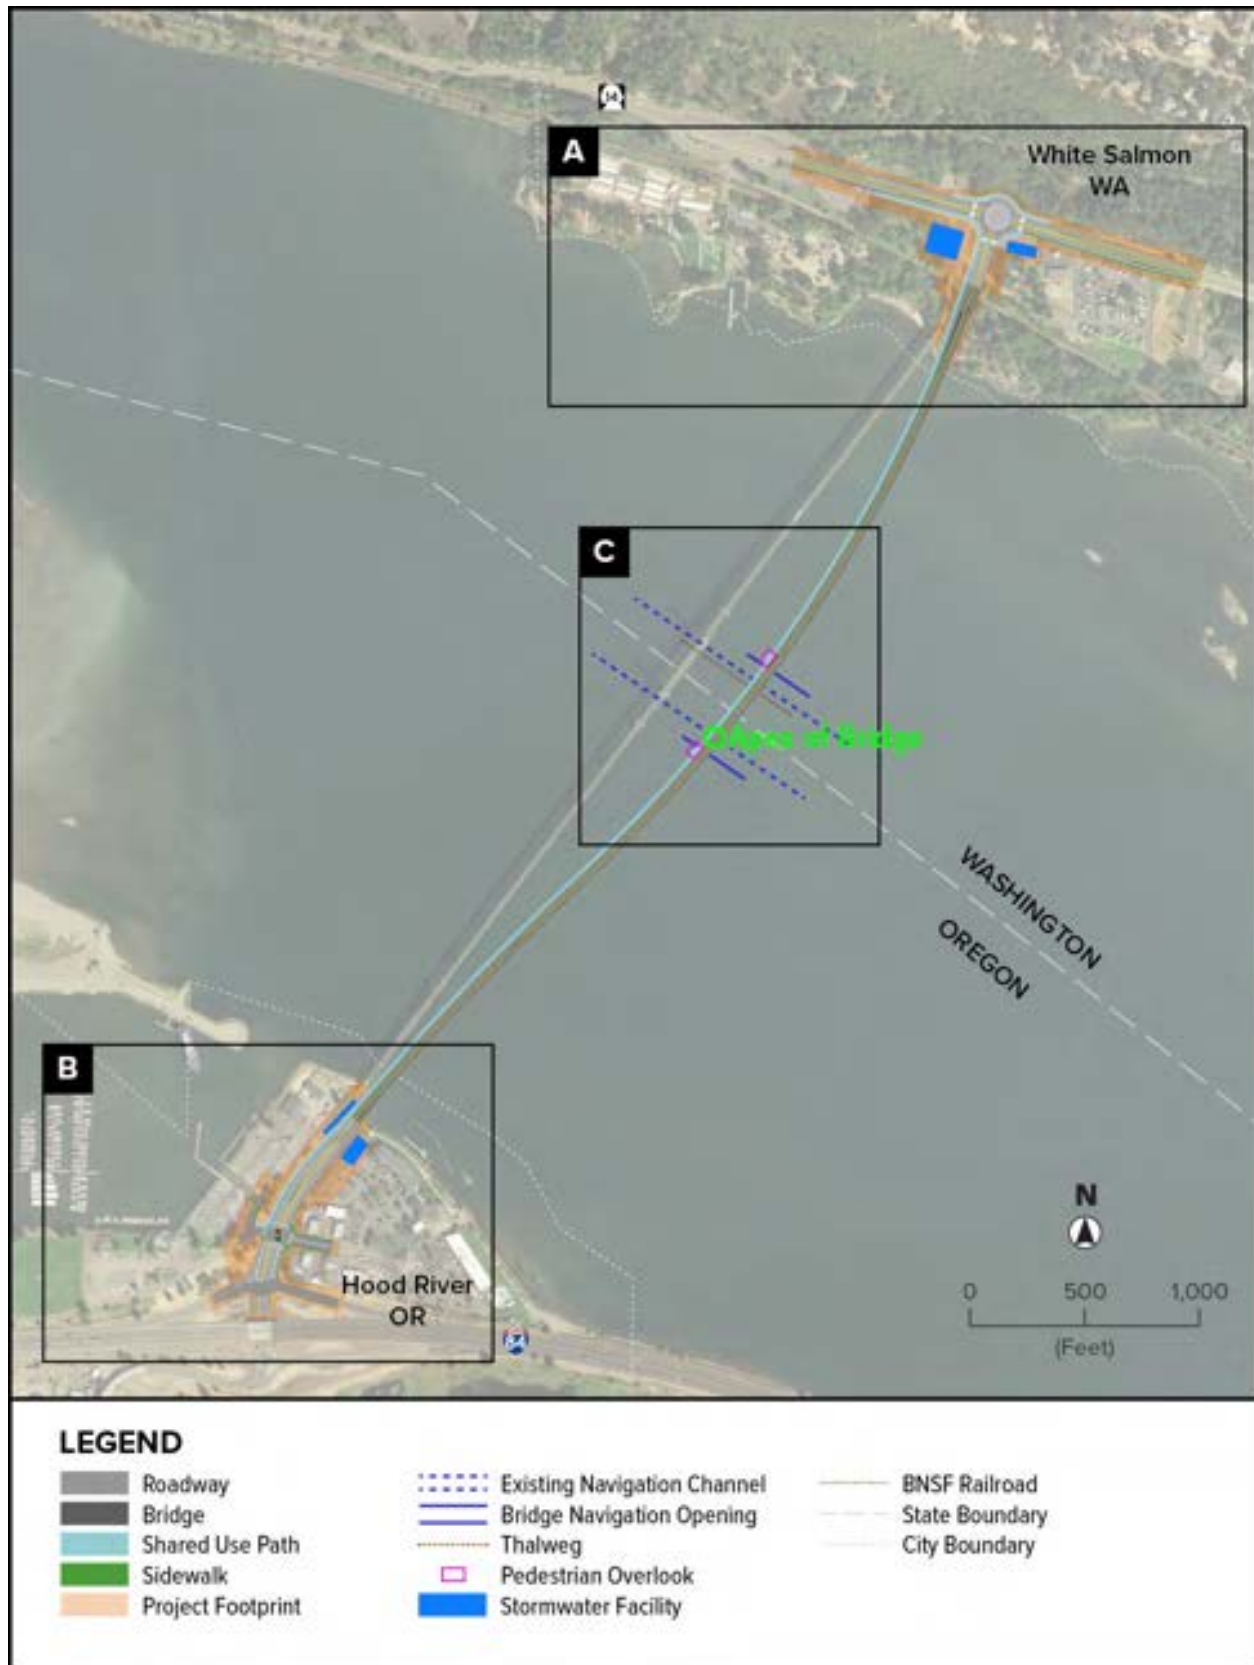 14
A
White Salmon
WA
C
Apex of Bridge
WASHINGTON
OREGON
B
Hood River
OR
84
N
0 500 1,000
(Feet)
LEGEND
Roadway
Bridge
Shared Use Path
Sidewalk
Project Footprint
Existing Navigation Channel
Bridge Navigation Opening
Thalweg
Pedestrian Overlook
Stormwater Facility
BNSF Railroad
State Boundary
City Boundary